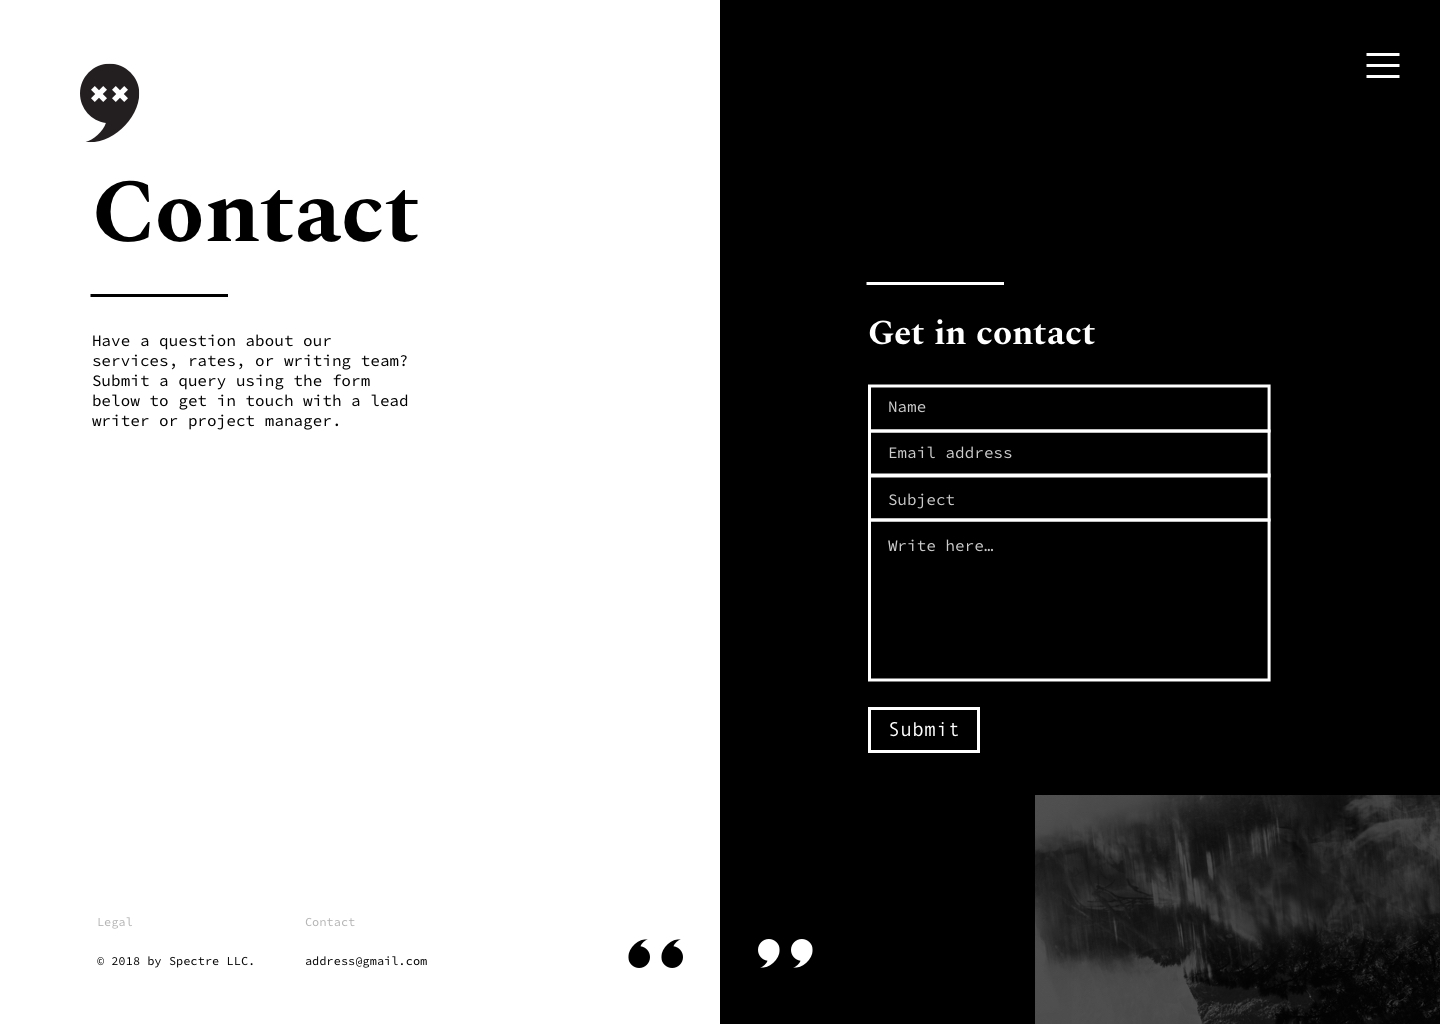 Contact
Have a question about our
services, rates, or writing team?
Submit a query using the form
below to get in touch with a lead
writer or project manager.
Get in contact
Name
Email address
Subject
Write here…
Submit
Legal
© 2018 by Spectre LLC.
Contact
address@gmail.com
“ ”